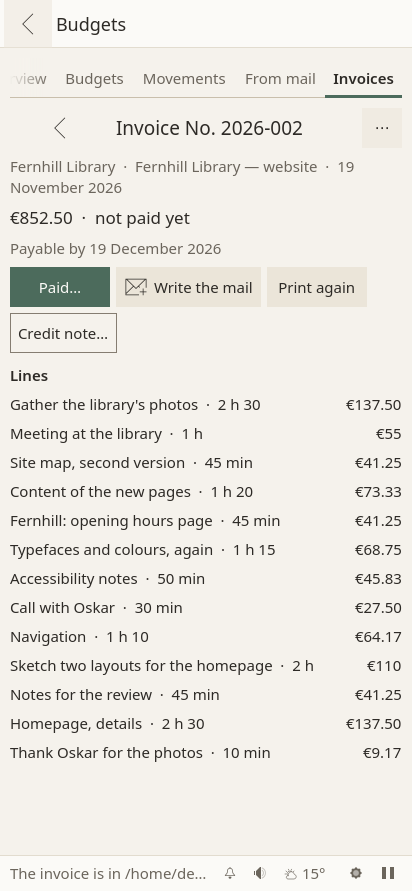 Budgets
view Budgets Movements From mail Invoices
Invoice No. 2026-002
...
Fernhill Library · Fernhill Library — website · 19
November 2026
€852.50 · not paid yet
Payable by 19 December 2026
Paid... Write the mail Print again
Credit note...
Lines
Gather the library's photos · 2 h 30 €137.50
Meeting at the library · 1 h €55
Site map, second version · 45 min €41.25
Content of the new pages · 1 h 20 €73.33
Fernhill: opening hours page · 45 min €41.25
Typefaces and colours, again · 1 h 15 €68.75
Accessibility notes · 50 min €45.83
Call with Oskar · 30 min €27.50
Navigation · 1 h 10 €64.17
Sketch two layouts for the homepage · 2 h €110
Notes for the review · 45 min €41.25
Homepage, details · 2 h 30 €137.50
Thank Oskar for the photos · 10 min €9.17
The invoice is in /home/de... 15°